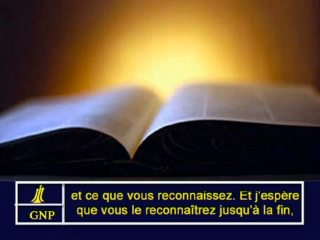 et ce que vous reconnaissez. Et j'espère
que vous le reconnaîtrez jusqu'à la fin,
GNP